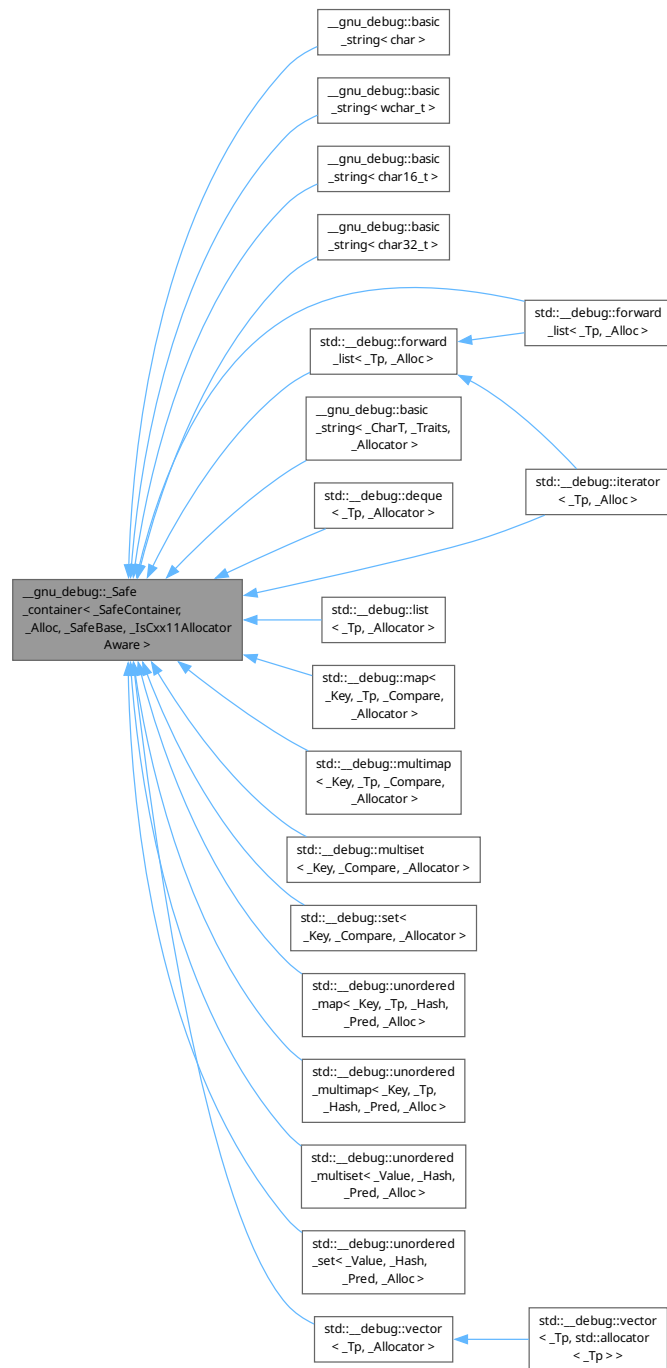 __gnu_debug::basic
_string< char >
__gnu_debug::basic
_string< wchar_t >
__gnu_debug::basic
_string< char16_t >
__gnu_debug::basic
_string< char32_t >
std::__debug::forward
_list< _Tp, _Alloc >
std::__debug::forward
_list< _Tp, _Alloc >
__gnu_debug::basic
_string< _CharT, _Traits,
_Allocator >
std::__debug::iterator
< _Tp, _Alloc >
std::__debug::deque
< _Tp, _Allocator >
__gnu_debug::_Safe
_container< _SafeContainer,
_Alloc, _SafeBase, _IsCxx11Allocator
Aware >
std::__debug::list
< _Tp, _Allocator >
std::__debug::map<
_Key, _Tp, _Compare,
_Allocator >
std::__debug::multimap
< _Key, _Tp, _Compare,
_Allocator >
std::__debug::multiset
< _Key, _Compare, _Allocator >
std::__debug::set<
_Key, _Compare, _Allocator >
std::__debug::unordered
_map< _Key, _Tp, _Hash,
_Pred, _Alloc >
std::__debug::unordered
_multimap< _Key, _Tp,
_Hash, _Pred, _Alloc >
std::__debug::unordered
_multiset< _Value, _Hash,
_Pred, _Alloc >
std::__debug::unordered
_set< _Value, _Hash,
_Pred, _Alloc >
std::__debug::vector
< _Tp, _Allocator >
std::__debug::vector
< _Tp, std::allocator
< _Tp > >